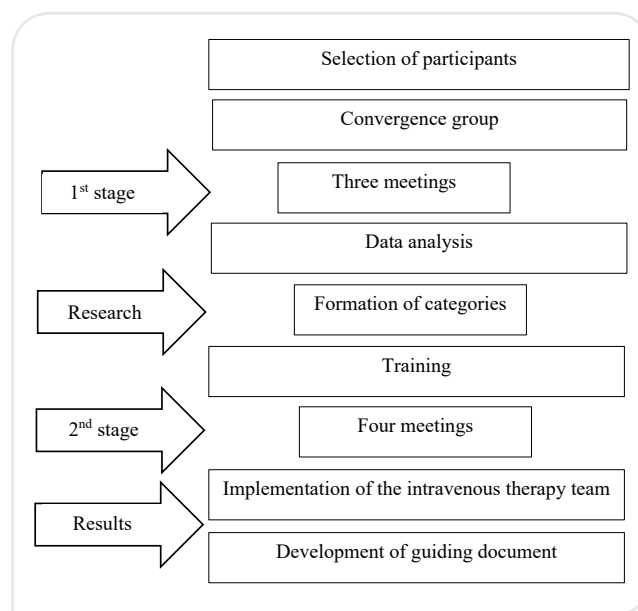 Selection of participants
Convergence group
1st stage
Three meetings
Data analysis
Research
Formation of categories
Training
2nd stage
Four meetings
Implementation of the intravenous therapy team
Results
Development of guiding document